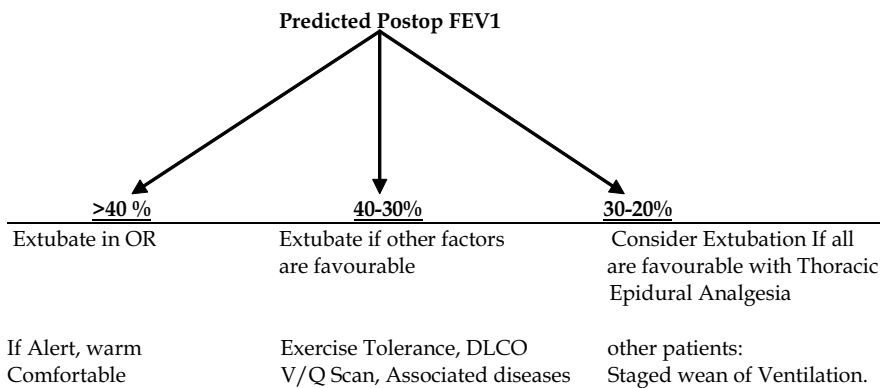 Predicted Postop FEV1
>40 %
40-30%
30-20%
Extubate in OR
Extubate if other factors
are favourable
Consider Extubation If all
are favourable with Thoracic
Epidural Analgesia
If Alert, warm
Comfortable
Exercise Tolerance, DLCO
V/Q Scan, Associated diseases
other patients:
Staged wean of Ventilation.